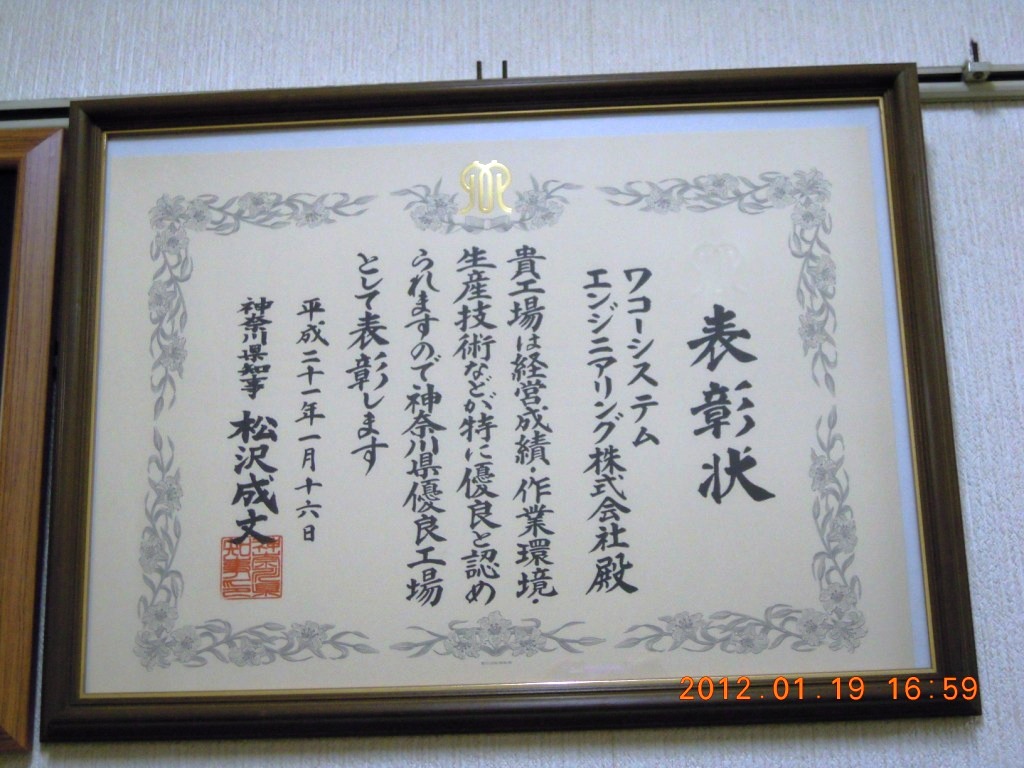 表彰状
ワコーシステム
エンジニアリング株式会社殿
貴工場は経営成績・作業環境・
生産技術などが特に優良と認め
られますので神奈川県優良工場
として表彰します
平成二十一年一月十六日
神奈川県知事 松沢成文
2012.01.19 16:59